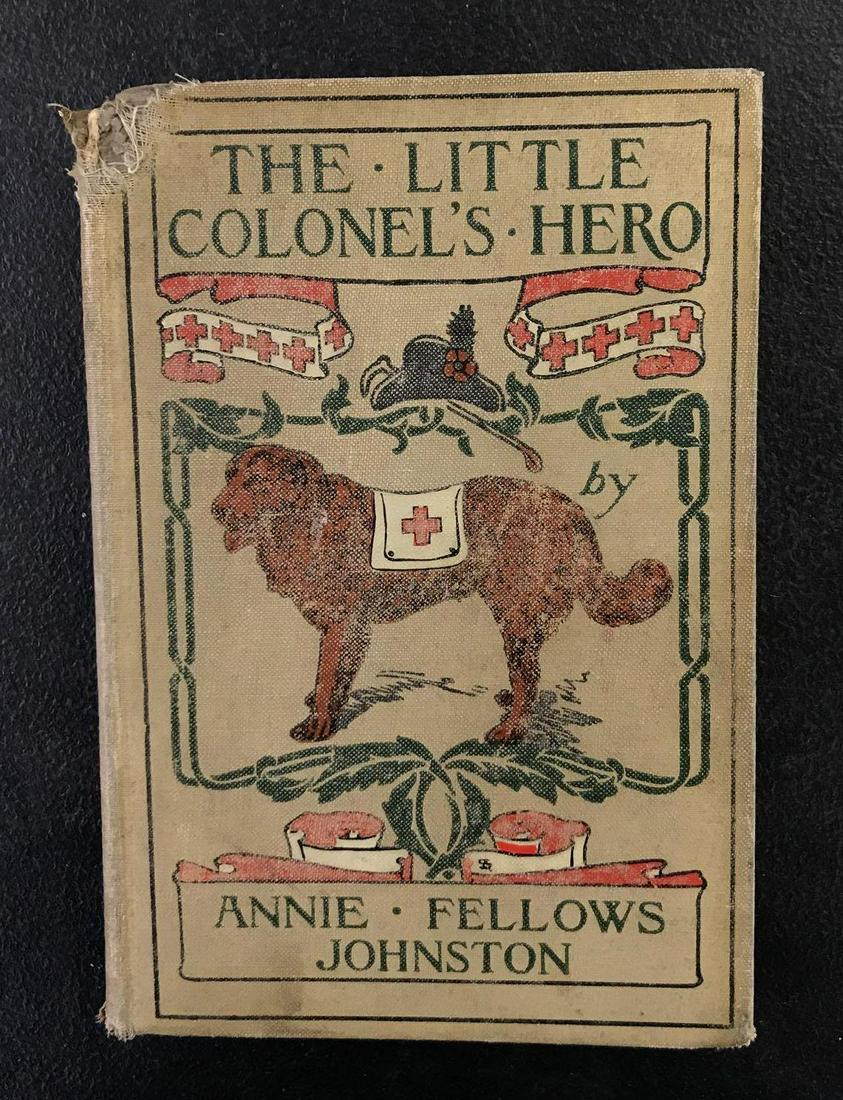 THE · LITTLE
COLONEL'S · HERO
by
ANNIE · FELLOWS
JOHNSTON